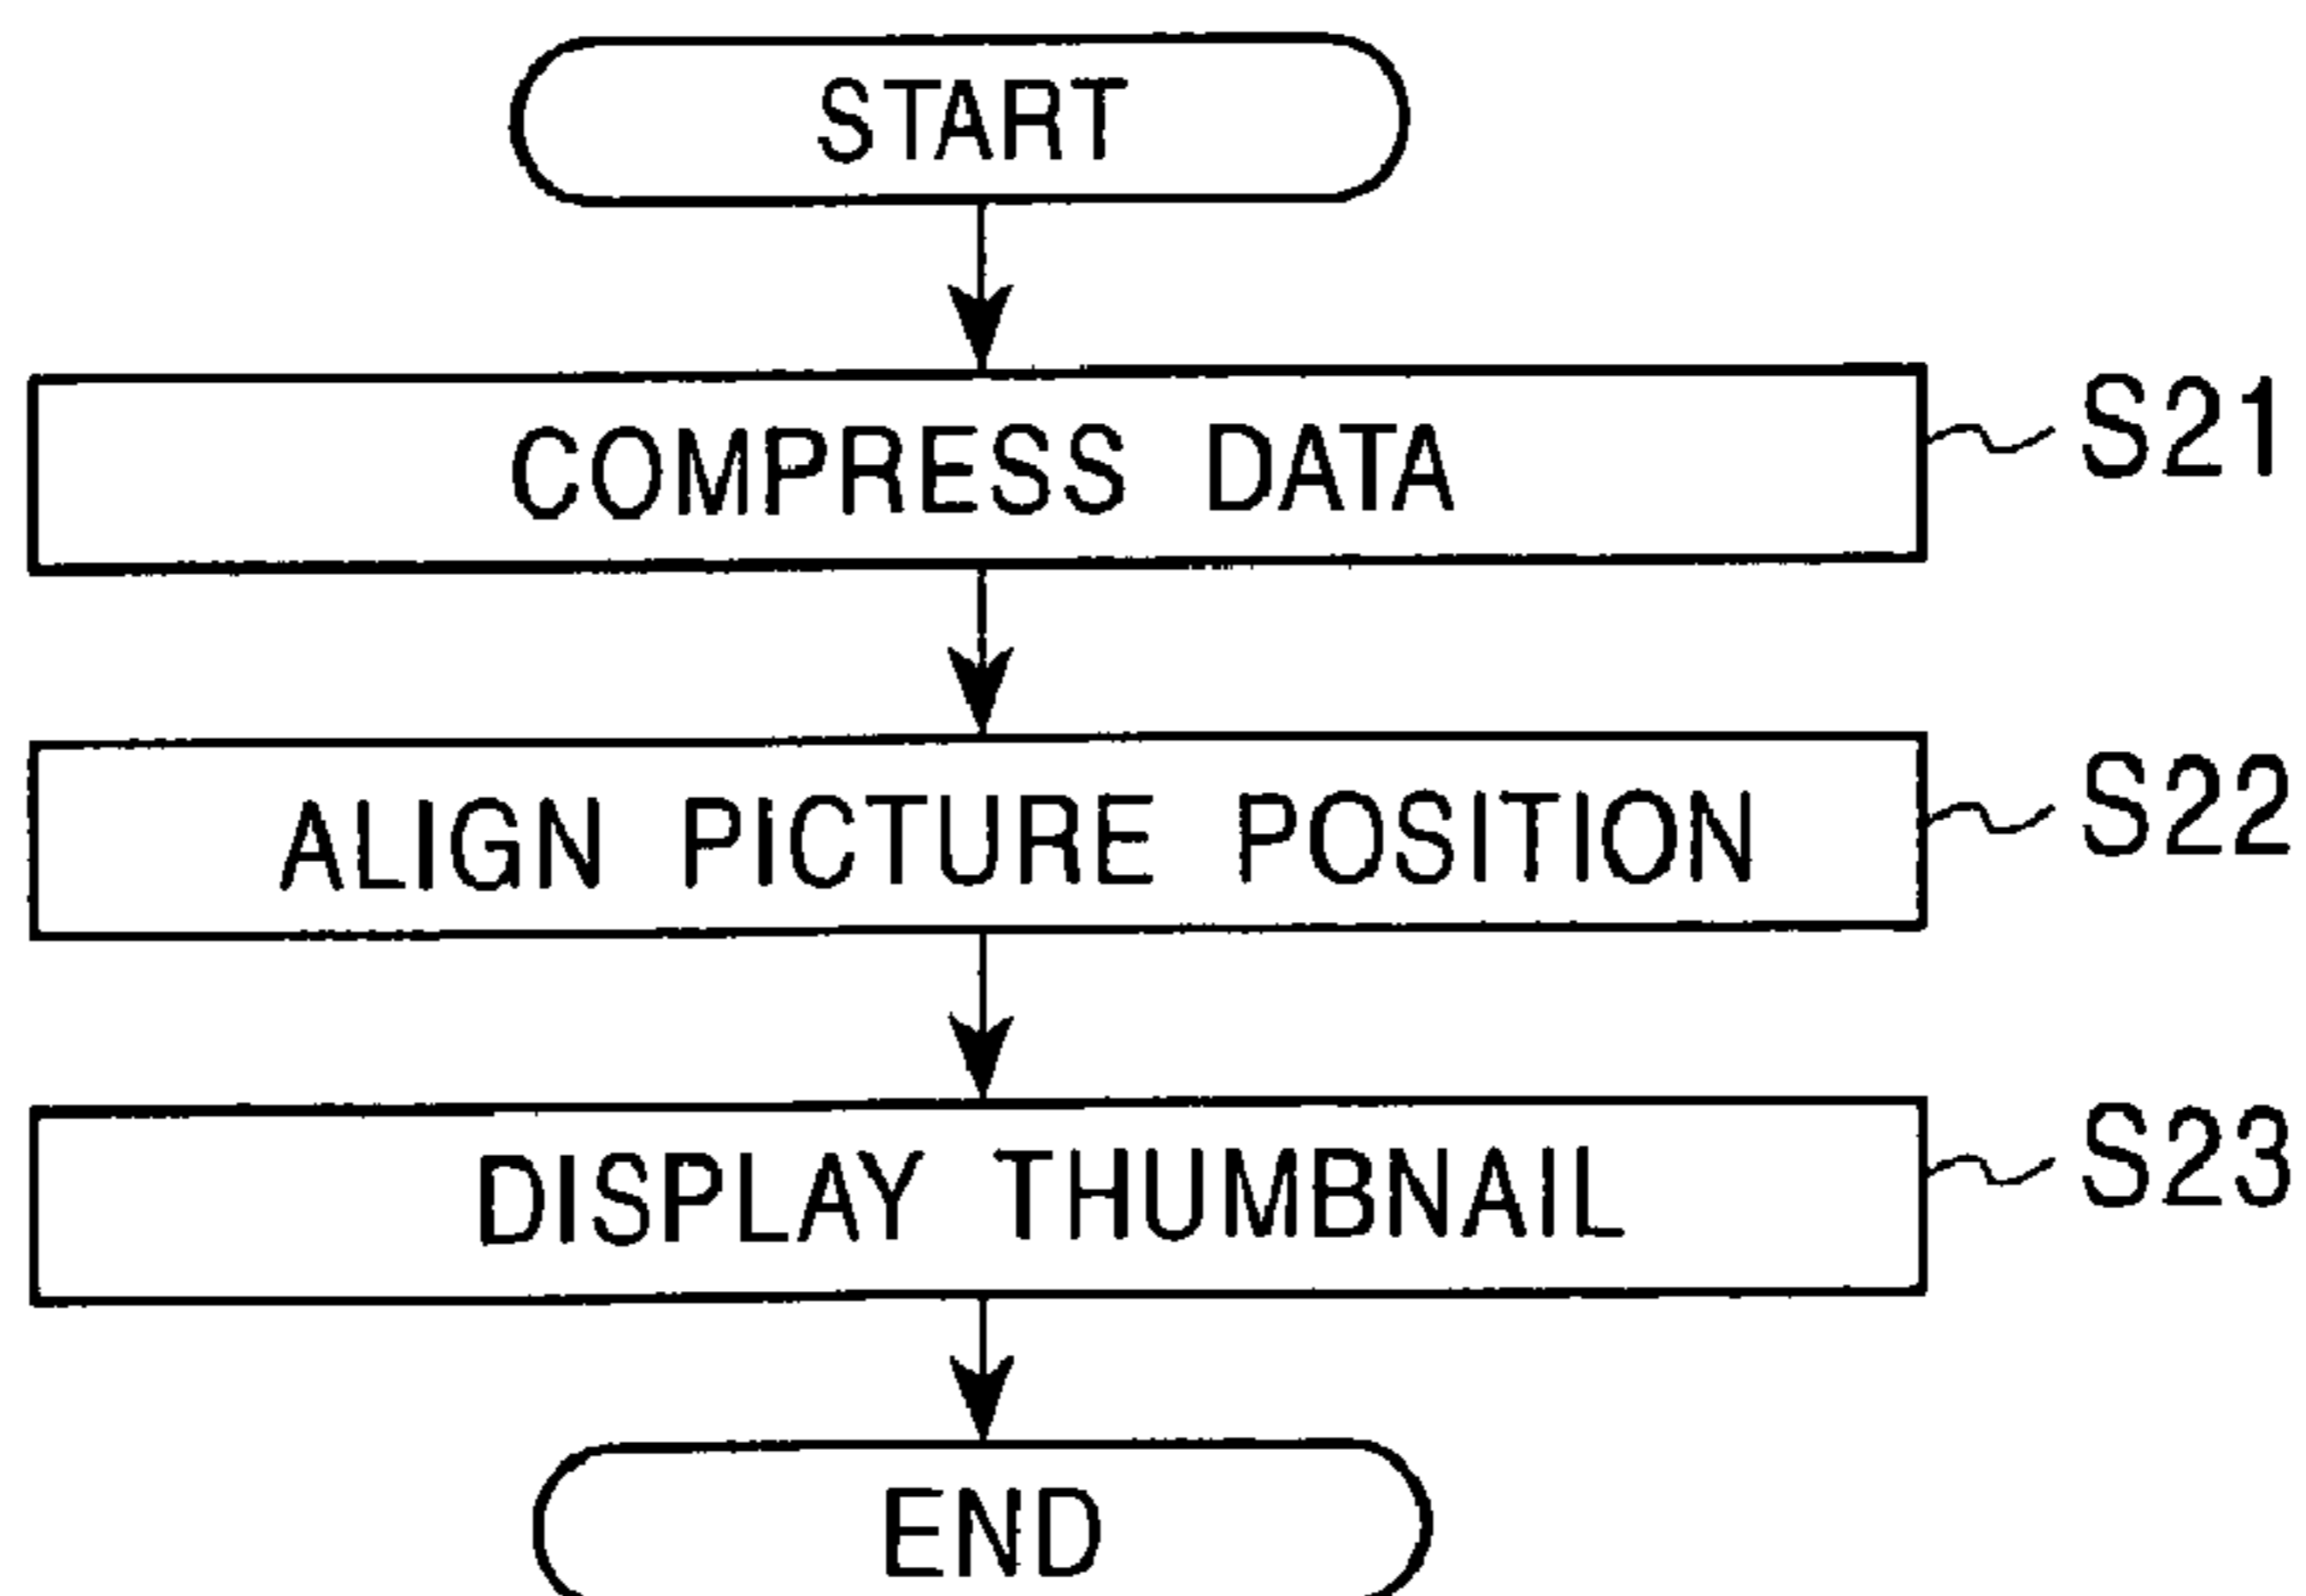 START
COMPRESS DATA S21
ALIGN PICTURE POSITION S22
DISPLAY THUMBNAIL S23
END